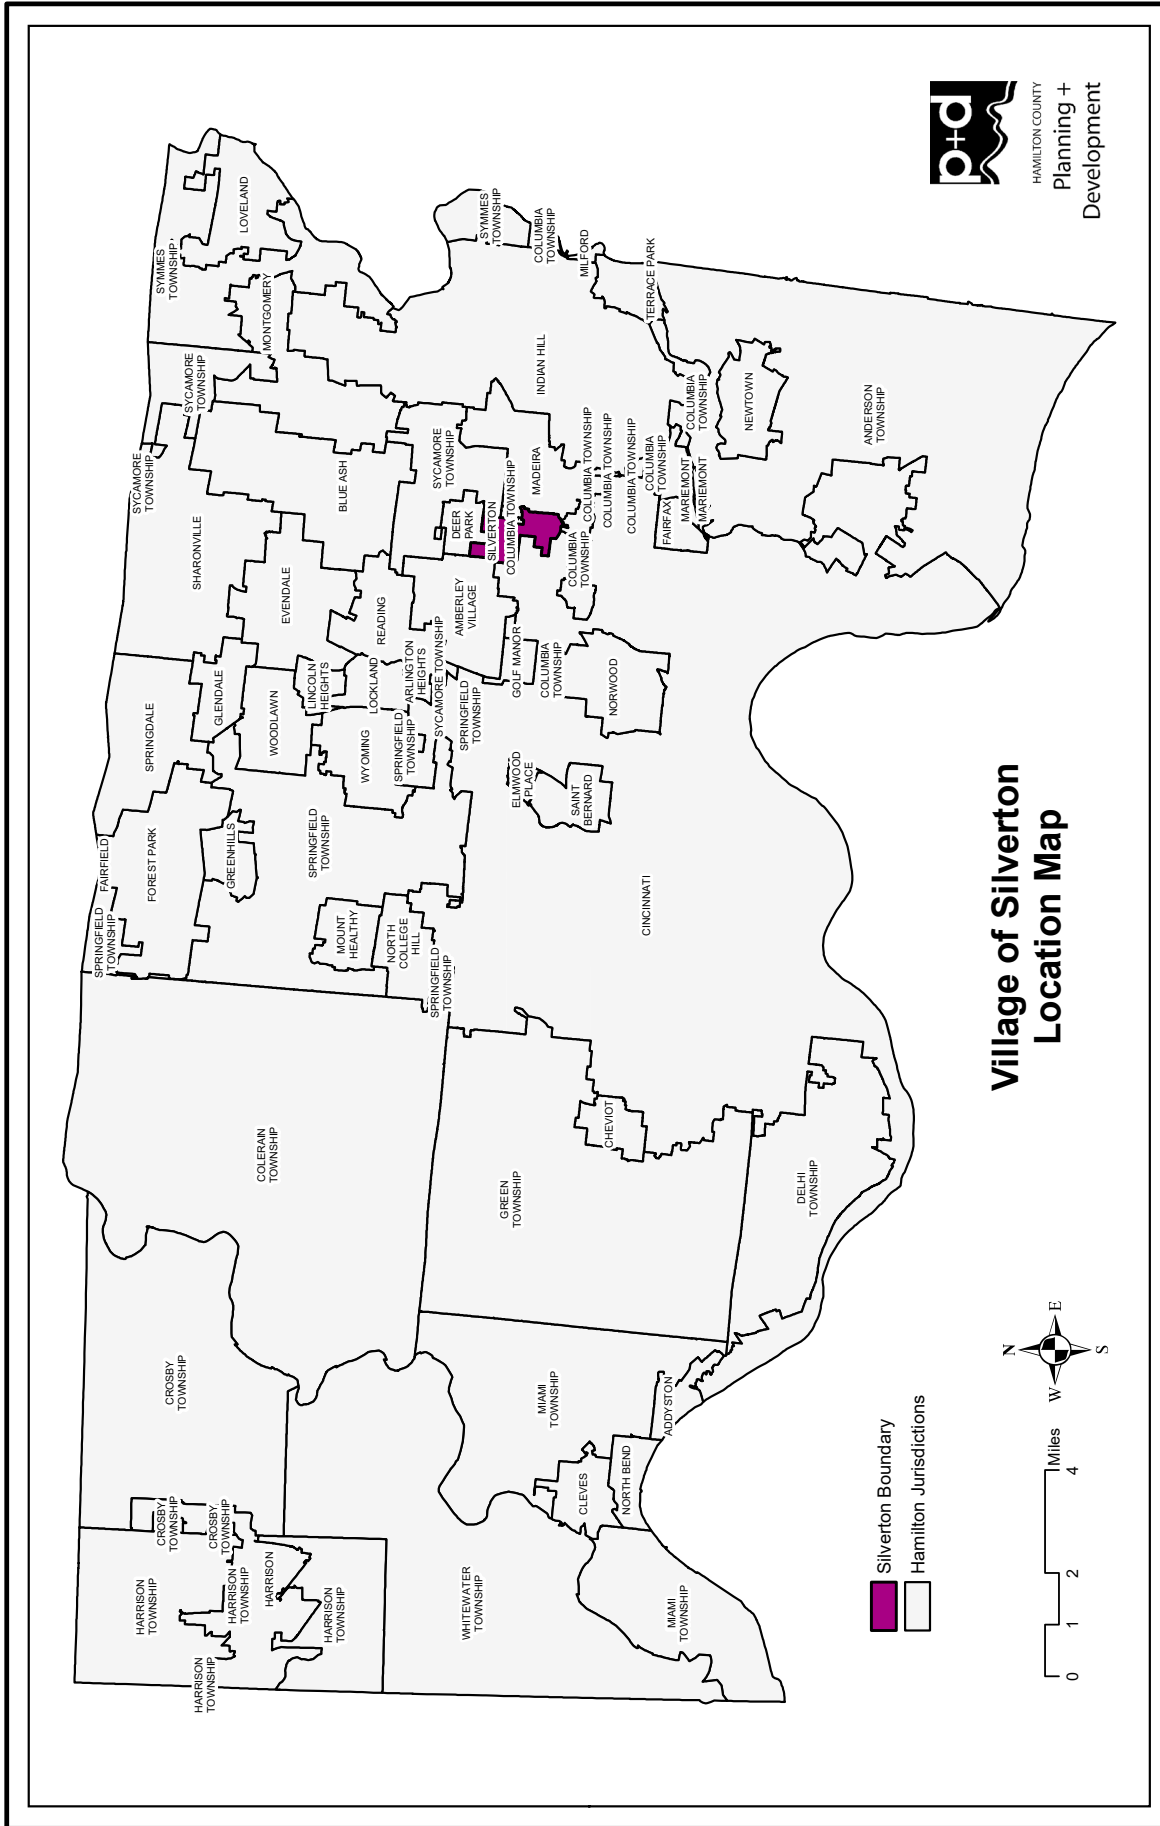 SYMMES
TOWNSHIP
LOVELAND
MONTGOMERY
SYCAMORE
TOWNSHIP
SYCAMORE
TOWNSHIP
SHARONVILLE
BLUE ASH
EVENDALE
SPRINGDALE
GLENDALE
WOODLAWN
LINCOLN
HEIGHTS
READING
LOCKLAND
WYOMING
ARLINGTON
HEIGHTS
SPRINGFIELD
TOWNSHIP
SYCAMORE TOWNSHIP
SPRINGFIELD
TOWNSHIP
AMBERLEY
VILLAGE
SYCAMORE
TOWNSHIP
DEER
PARK
SILVERTON
COLUMBIA TOWNSHIP
MADEIRA
INDIAN HILL
SYMMES
TOWNSHIP
COLUMBIA
TOWNSHIP
MILFORD
TERRACE PARK
COLUMBIA TOWNSHIP
COLUMBIA TOWNSHIP
COLUMBIA TOWNSHIP
COLUMBIA
TOWNSHIP
COLUMBIA
TOWNSHIP
COLUMBIA
TOWNSHIP
FAIRFAX
MARIEMONT
MARIEMONT
NEWTOWN
ANDERSON
TOWNSHIP
GOLF MANOR
COLUMBIA
TOWNSHIP
NORWOOD
ELMWOOD
PLACE
SAINT
BERNARD
CINCINNATI
FAIRFIELD
FOREST PARK
SPRINGFIELD
TOWNSHIP
GREENHILLS
SPRINGFIELD
TOWNSHIP
MOUNT
HEALTHY
NORTH
COLLEGE
HILL
SPRINGFIELD
TOWNSHIP
COLERAIN
TOWNSHIP
GREEN
TOWNSHIP
CHEVIOT
DELHI
TOWNSHIP
CROSBY
TOWNSHIP
CROSBY
TOWNSHIP
CROSBY
TOWNSHIP
HARRISON
TOWNSHIP
HARRISON
TOWNSHIP
HARRISON
HARRISON
TOWNSHIP
HARRISON
TOWNSHIP
WHITEWATER
TOWNSHIP
MIAMI
TOWNSHIP
CLEVES
NORTH BEND
ADDYSTON
MIAMI
TOWNSHIP
Silverton Boundary
Hamilton Jurisdictions
0 1 2 4
Miles
N
W E
S
Village of Silverton
Location Map
p+d
HAMILTON COUNTY
Planning +
Development